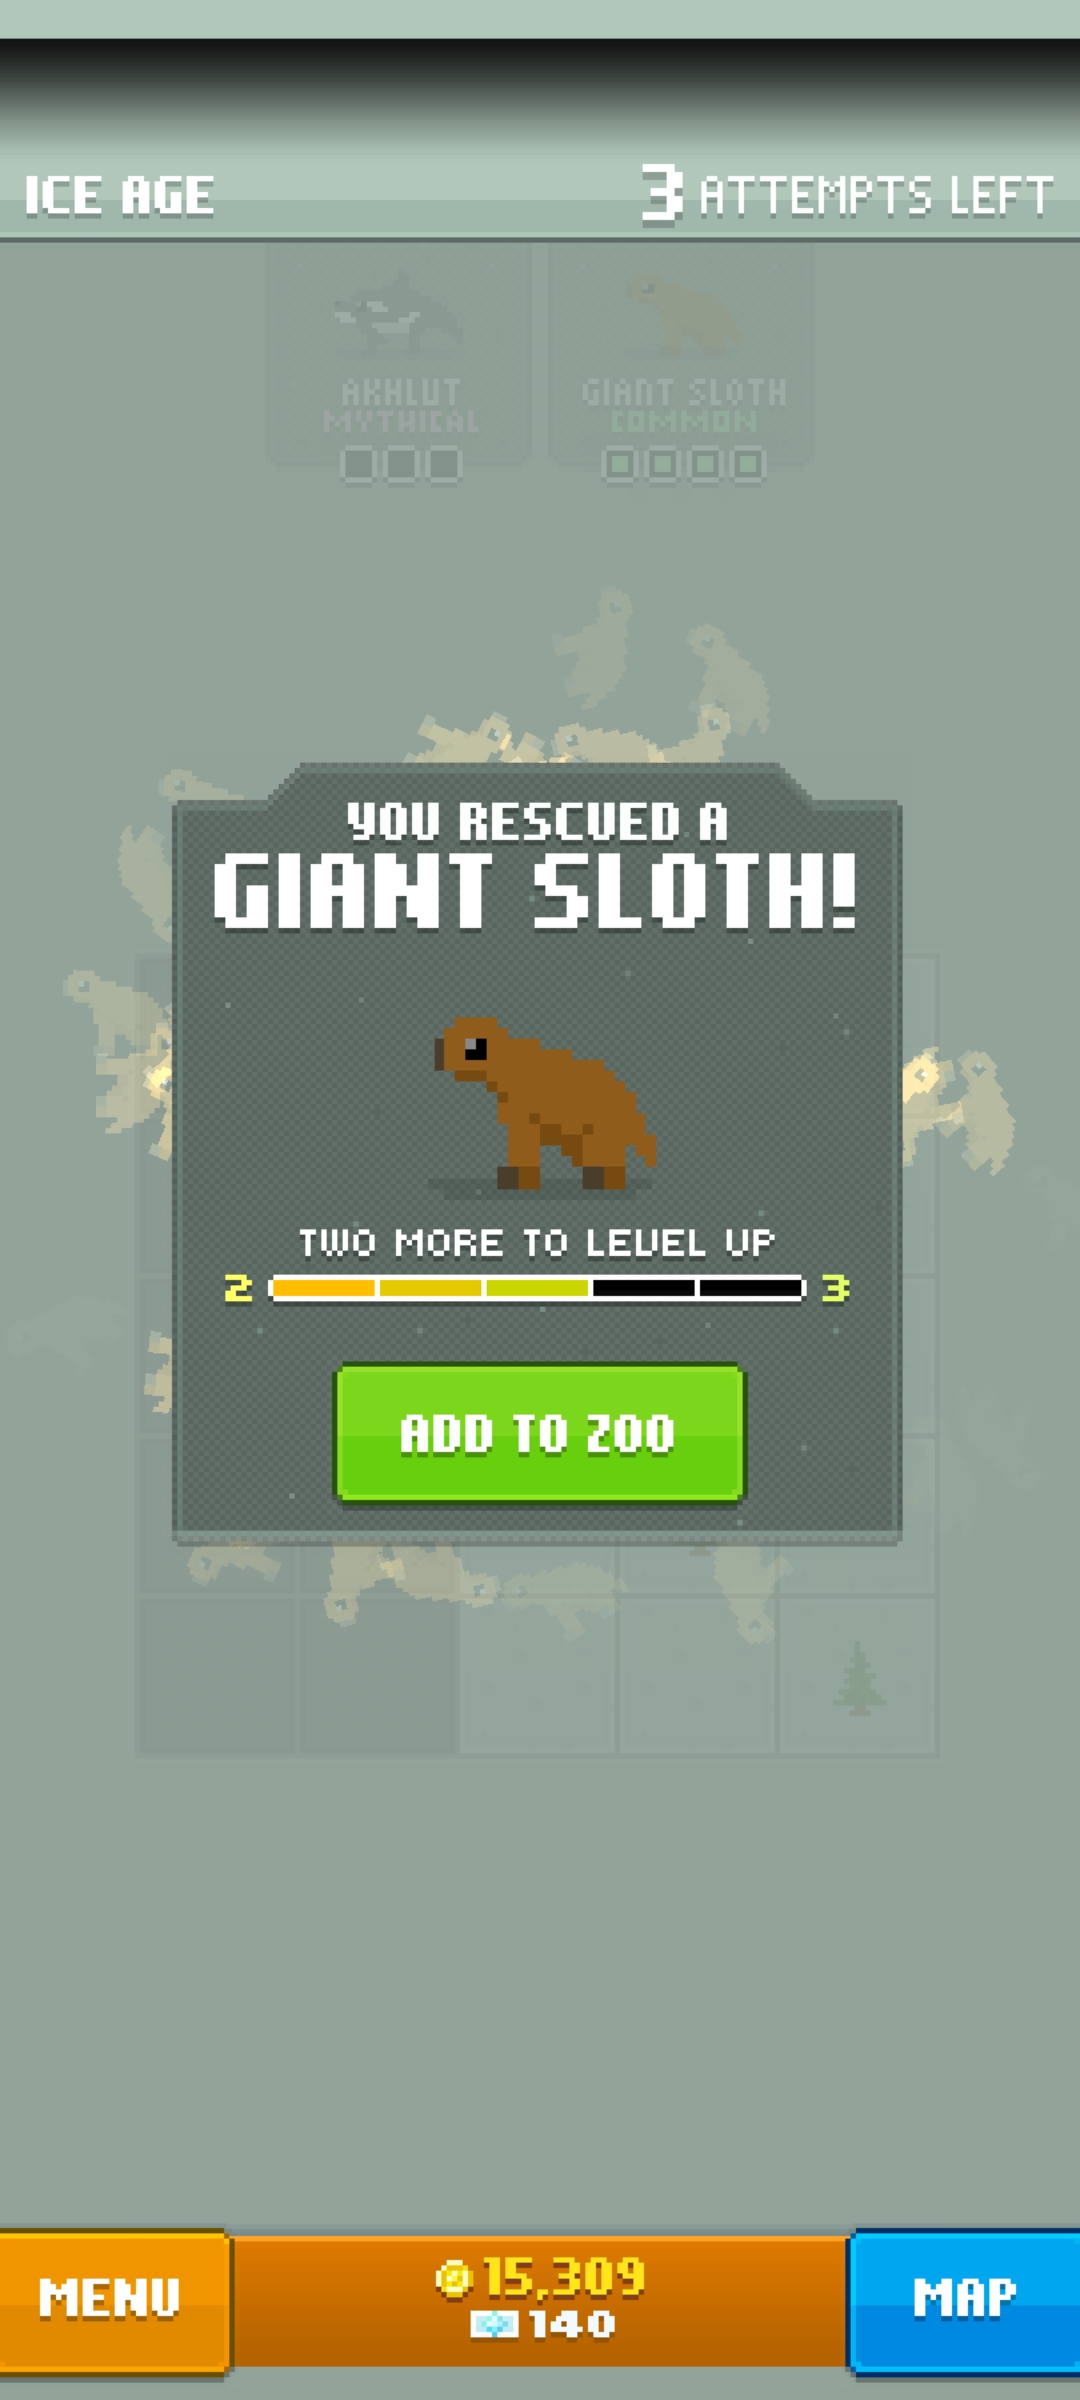 ICE AGE
3 ATTEMPTS LEFT
AKHLUT
MYTHICAL
GIANT SLOTH
COMMON
YOU RESCUED A
GIANT SLOTH!
TWO MORE TO LEVEL UP
2 3
ADD TO ZOO
MENU
15,309
140
MAP